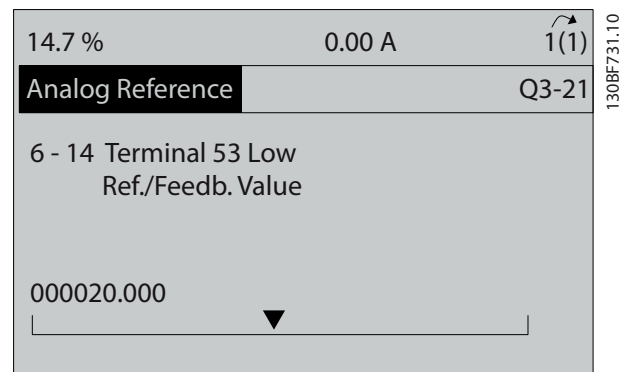 14.7 % 0.00 A 1(1)
Analog Reference Q3-21
6 - 14 Terminal 53 Low
Ref./Feedb. Value
000020.000
130BF731.10